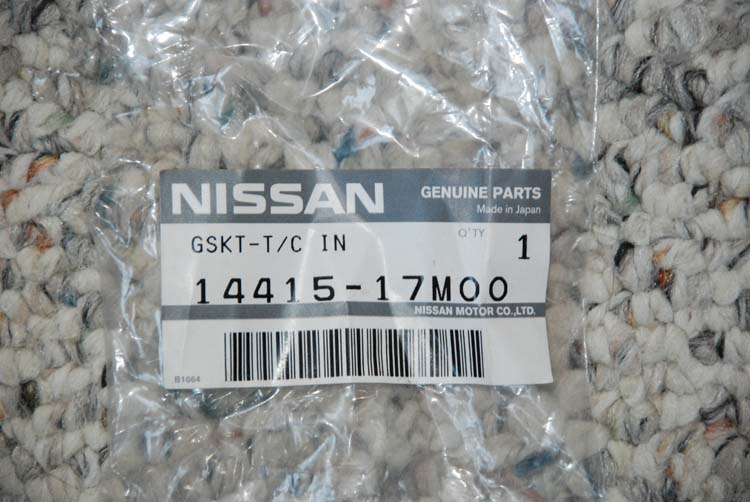 NISSAN GENUINE PARTS
Made in Japan
GSKT-T/C IN Q'TY 1
14415-17M00
NISSAN MOTOR CO.,LTD.
B1064